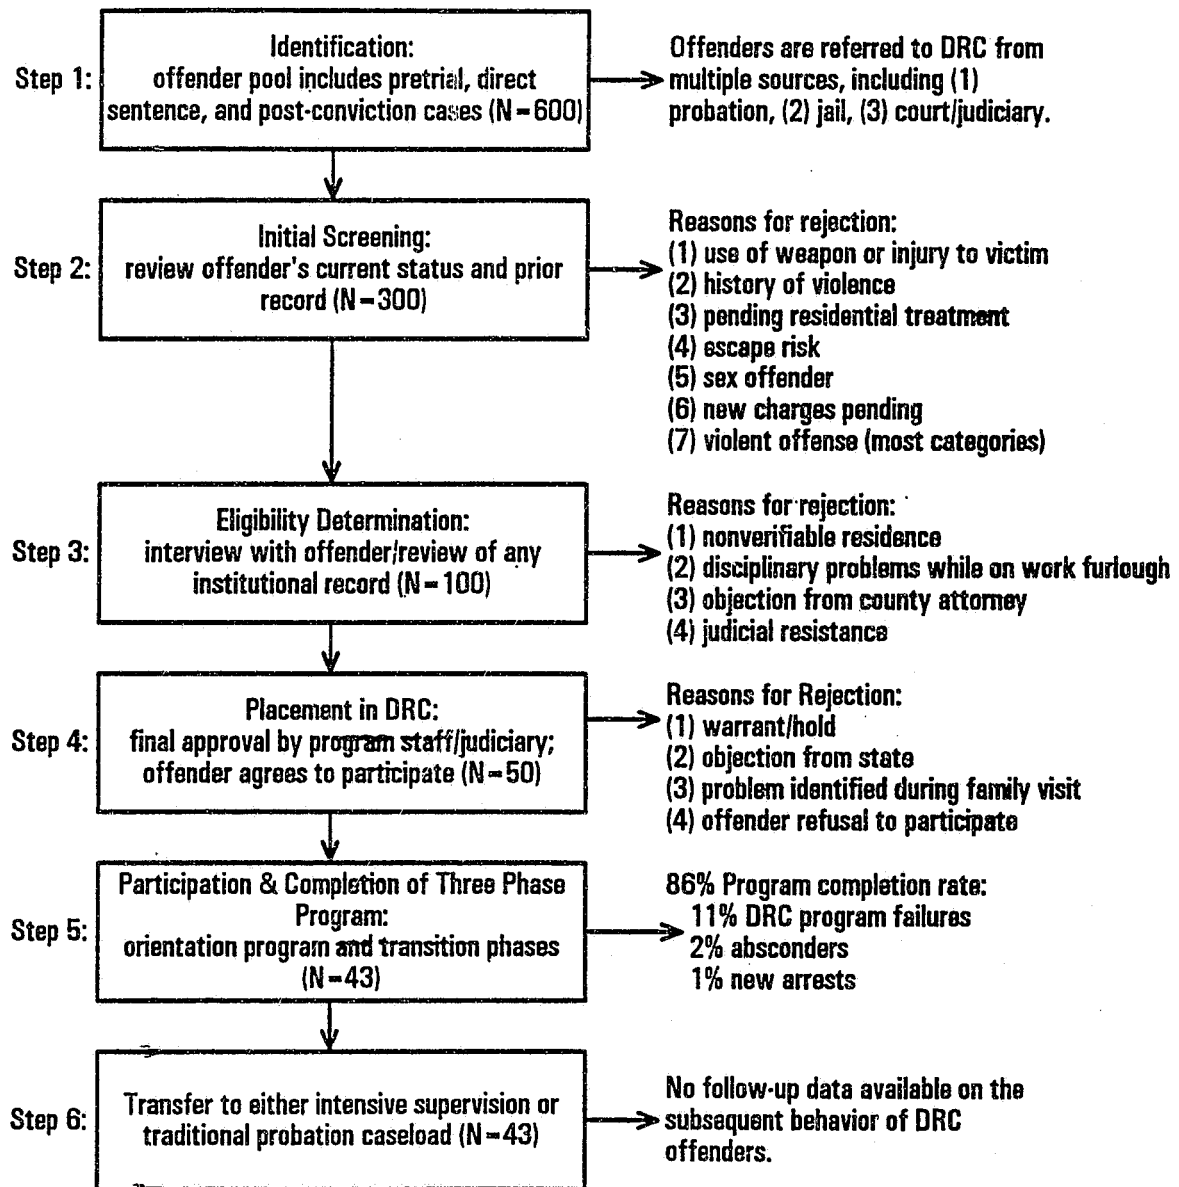 Step 1:
Identification:
offender pool includes pretrial, direct
sentence, and post-conviction cases (N=600)
Offenders are referred to DRC from
multiple sources, including (1)
probation, (2) jail, (3) court/judiciary.
Step 2:
Initial Screening:
review offender's current status and prior
record (N=300)
Reasons for rejection:
(1) use of weapon or injury to victim
(2) history of violence
(3) pending residential treatment
(4) escape risk
(5) sex offender
(6) new charges pending
(7) violent offense (most categories)
Step 3:
Eligibility Determination:
interview with offender/review of any
institutional record (N=100)
Reasons for rejection:
(1) nonverifiable residence
(2) disciplinary problems while on work furlough
(3) objection from county attorney
(4) judicial resistance
Step 4:
Placement in DRC:
final approval by program staff/judiciary;
offender agrees to participate (N=50)
Reasons for Rejection:
(1) warrant/hold
(2) objection from state
(3) problem identified during family visit
(4) offender refusal to participate
Step 5:
Participation & Completion of Three Phase
Program:
orientation program and transition phases
(N=43)
86% Program completion rate:
11% DRC program failures
2% absconders
1% new arrests
Step 6:
Transfer to either intensive supervision or
traditional probation caseload (N=43)
No follow-up data available on the
subsequent behavior of DRC
offenders.